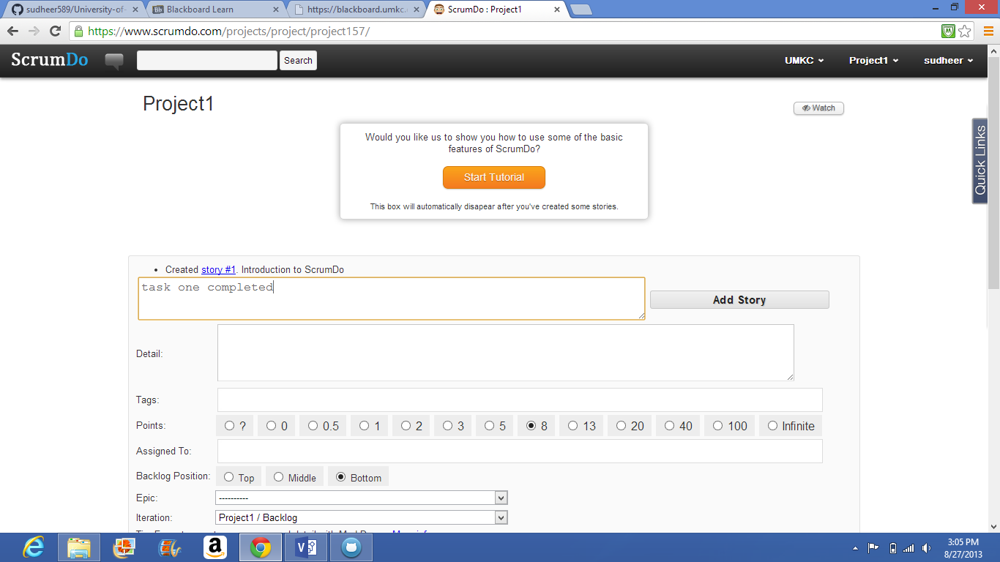 sudheer589/University-of-
Blackboard Learn
https://blackboard.umkc.
ScrumDo : Project1
https://www.scrumdo.com/projects/project/project157/
ScrumDo
Search
UMKC
Project1
sudheer
Project1
Watch
Would you like us to show you how to use some of the basic
features of ScrumDo?
Start Tutorial
This box will automatically disapear after you've created some stories.
Quick Links
Created story #1. Introduction to ScrumDo
task one completed
Add Story
Detail:
Tags:
Points: ? 0 0.5 1 2 3 5 8 13 20 40 100 Infinite
Assigned To:
Backlog Position: Top Middle Bottom
Epic: ----------
Iteration: Project1 / Backlog
3:05 PM
8/27/2013